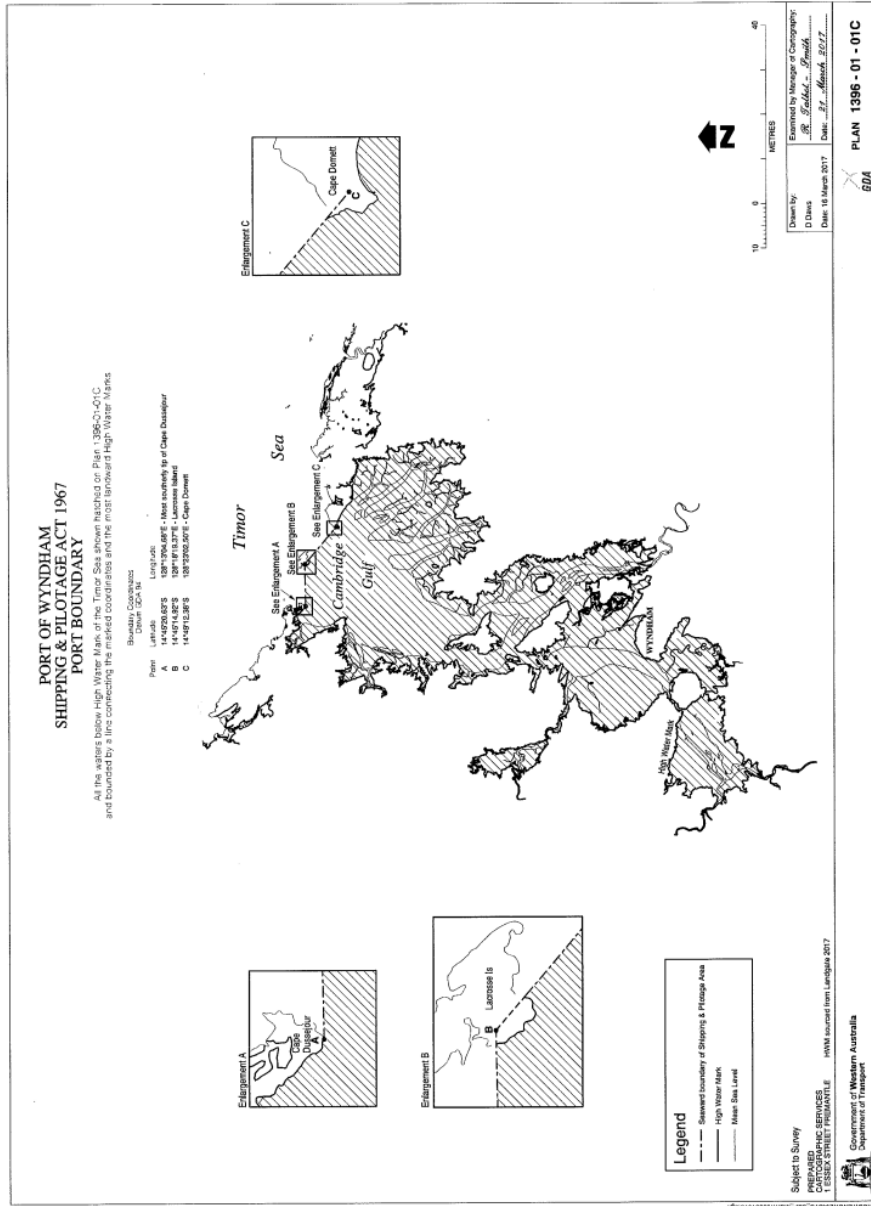 PORT OF WYNDHAM
SHIPPING & PILOTAGE ACT 1967
PORT BOUNDARY
All the waters below High Water Mark of the Timor Sea shown hatched on Plan 1396-01-01C
and bounded by a line connecting the marked coordinates and the most landward High Water Marks
Boundary Coordinates
Datum GDA 94
Point Latitude Longitude
A 14°45'20.63"S 128°13'04.68"E - Most southerly tip of Cape Dussejour
B 14°45'14.92"S 128°18'19.37"E - Lacrosse Island
C 14°48'12.36"S 128°23'02.50"E - Cape Domett
Enlargement A
Cape
Dussejour
A
Enlargement B
Lacrosse Is
B
Enlargement C
Cape Domett
C
Timor
Sea
See Enlargement A
See Enlargement B
See Enlargement C
Cambridge
Gulf
WYNDHAM
High Water Mark
Legend
Seaward boundary of Shipping & Pilotage Area
High Water Mark
Mean Sea Level
N
METRES
10 0 40
Subject to Survey
PREPARED
CARTOGRAPHIC SERVICES
1 ESSEX STREET FREMANTLE
HWM sourced from Landgate 2017
Drawn by:
D Daws
Date: 16 March 2017
Examined by Manager of Cartography:
R. Talbot - Smith
Date: 21 March 2017
Government of Western Australia
Department of Transport
GDA
PLAN 1396 - 01 - 01C